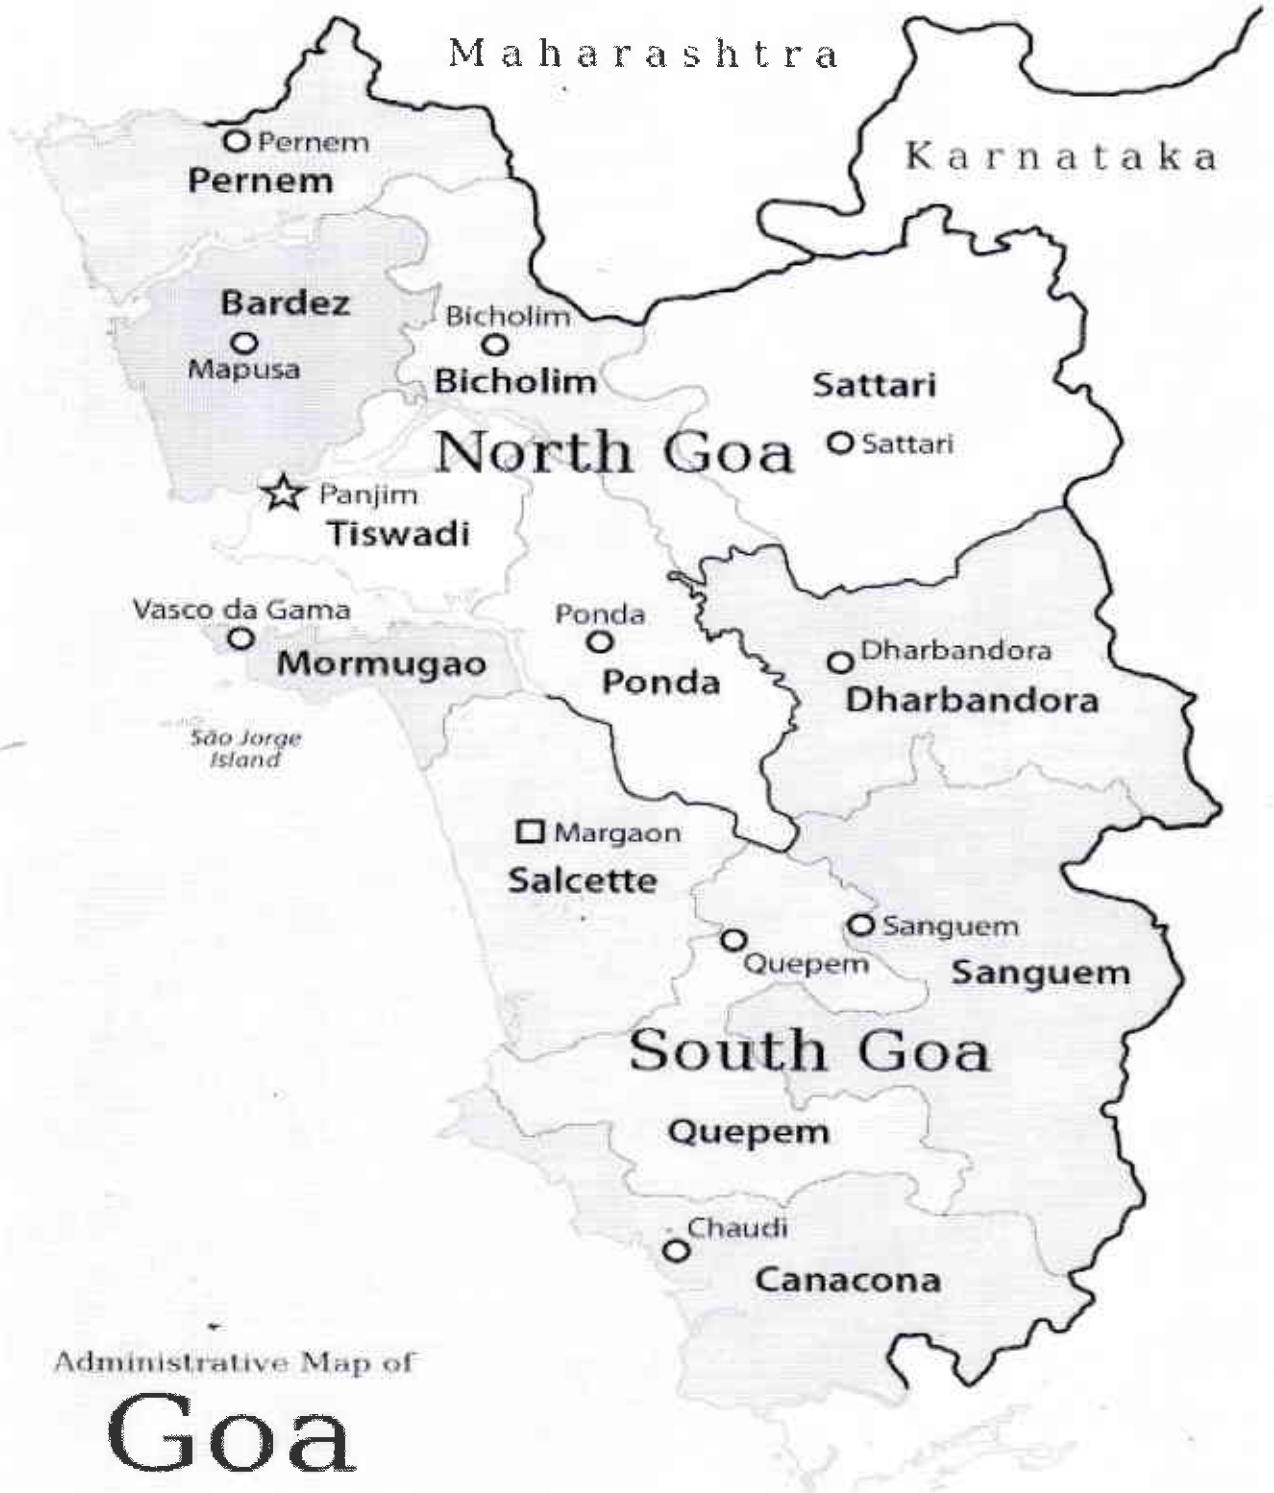 Maharashtra
Karnataka
Pernem
Pernem
Bardez
Mapusa
Bicholim
Bicholim
Sattari
Sattari
North Goa
Panjim
Tiswadi
Vasco da Gama
Mormugao
Ponda
Ponda
Dharbandora
Dharbandora
São Jorge
Island
Margaon
Salcette
Sanguem
Sanguem
Quepem
South Goa
Quepem
Chaudi
Canacona
Administrative Map of
Goa